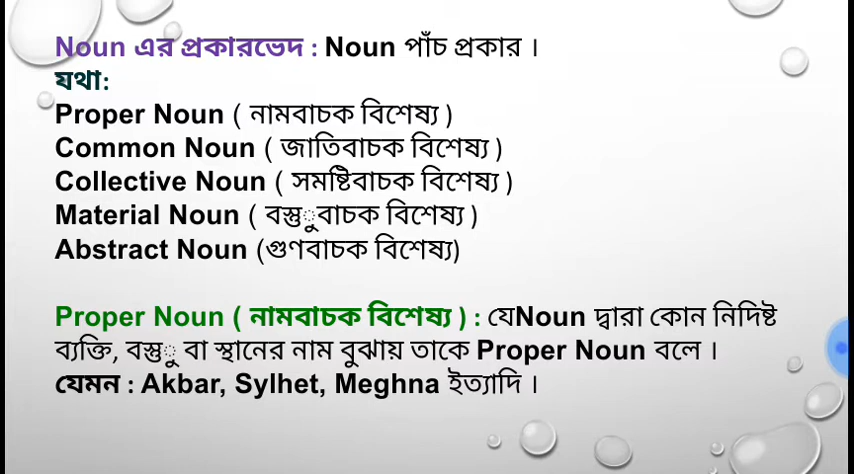 Noun এর প্রকারভেদ : Noun পাঁচ প্রকার ।
যথা:
Proper Noun ( নামবাচক বিশেষ্য )
Common Noun ( জাতিবাচক বিশেষ্য )
Collective Noun ( সমষ্টিবাচক বিশেষ্য )
Material Noun ( বস্তুুবাচক বিশেষ্য )
Abstract Noun (গুণবাচক বিশেষ্য)
Proper Noun ( নামবাচক বিশেষ্য ) : যেNoun দ্বারা কোন নিদিষ্ট
ব্যক্তি, বস্তুু বা স্থানের নাম বুঝায় তাকে Proper Noun বলে ।
যেমন : Akbar, Sylhet, Meghna ইত্যাদি ।